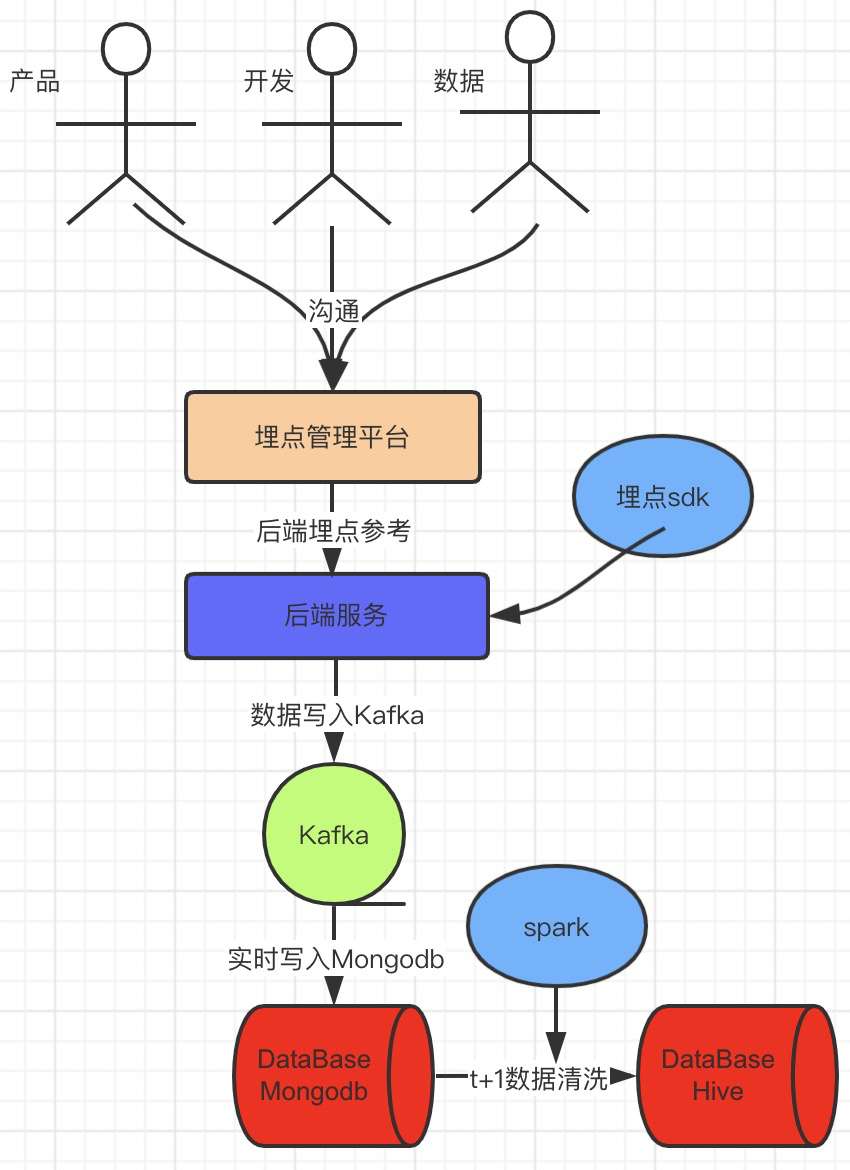 产品
开发
数据
沟通
埋点管理平台
埋点sdk
后端埋点参考
后端服务
数据写入Kafka
Kafka
spark
实时写入Mongodb
DataBase
Mongodb
t+1数据清洗
DataBase
Hive